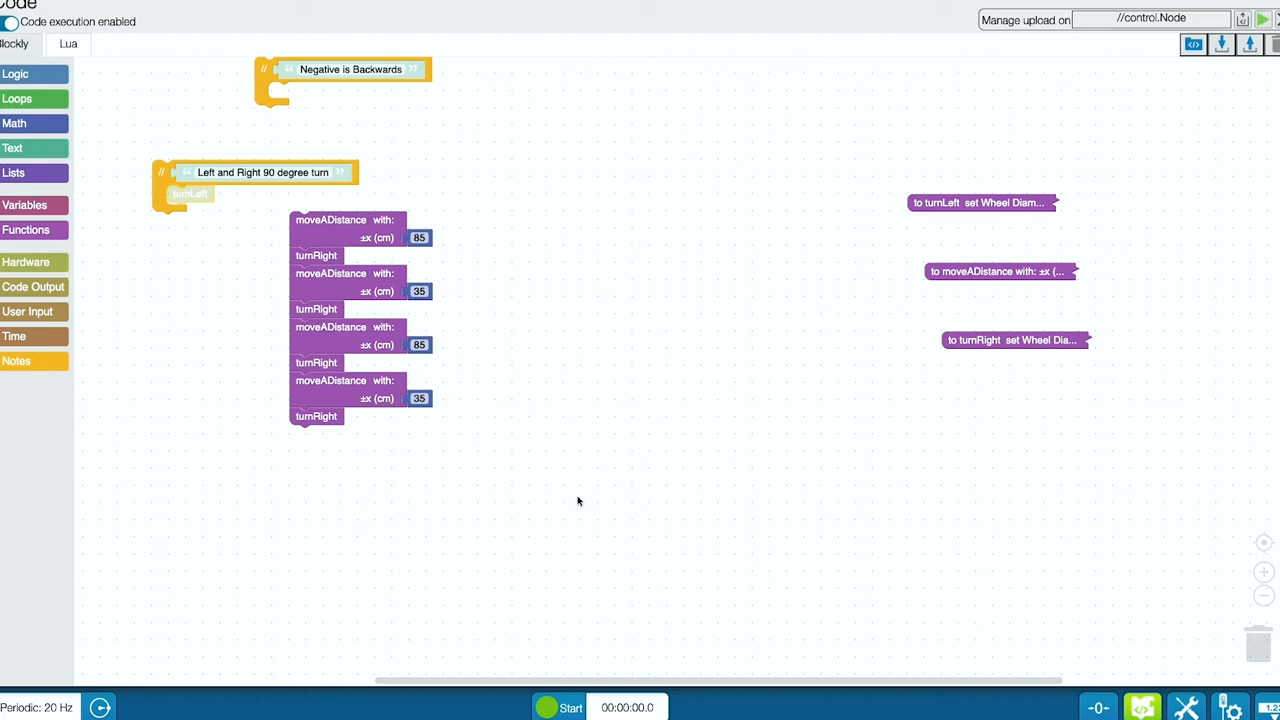 Code
Code execution enabled
Manage upload on //control.Node
Blockly
Lua
Logic
Loops
Math
Text
Lists
Variables
Functions
Hardware
Code Output
User Input
Time
Notes
// “ Negative is Backwards ”
// “ Left and Right 90 degree turn ”
turnLeft
moveADistance with:
±x (cm) 85
turnRight
moveADistance with:
±x (cm) 35
turnRight
moveADistance with:
±x (cm) 85
turnRight
moveADistance with:
±x (cm) 35
turnRight
to turnLeft set Wheel Diam...
to moveADistance with: ±x (...
to turnRight set Wheel Dia...
Periodic: 20 Hz
Start
00:00:00.0
-0-
1.23